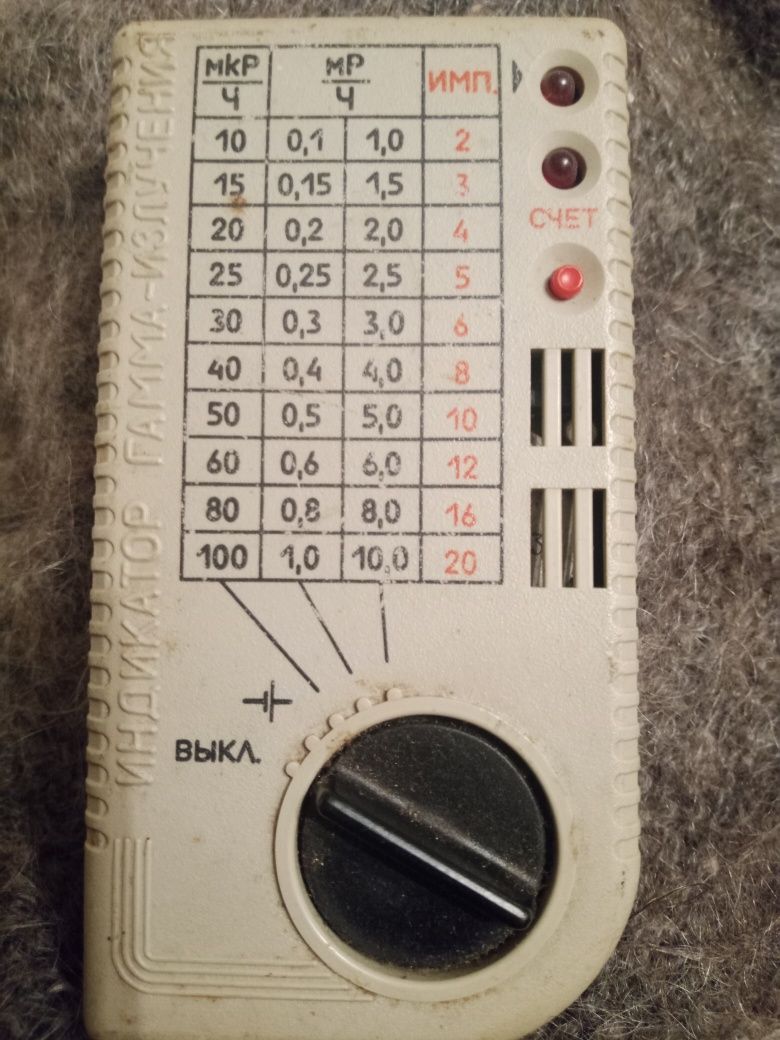 мкР мР ИМП.
Ч Ч
10 0,1 1,0 2
15 0,15 1,5 3
20 0,2 2,0 4
25 0,25 2,5 5
30 0,3 3,0 6
40 0,4 4,0 8
50 0,5 5,0 10
60 0,6 6,0 12
80 0,8 8,0 16
100 1,0 10,0 20
СЧЕТ
ВЫКЛ.
ИНДИКАТОР ГАММА-ИЗЛУЧЕНИЯ